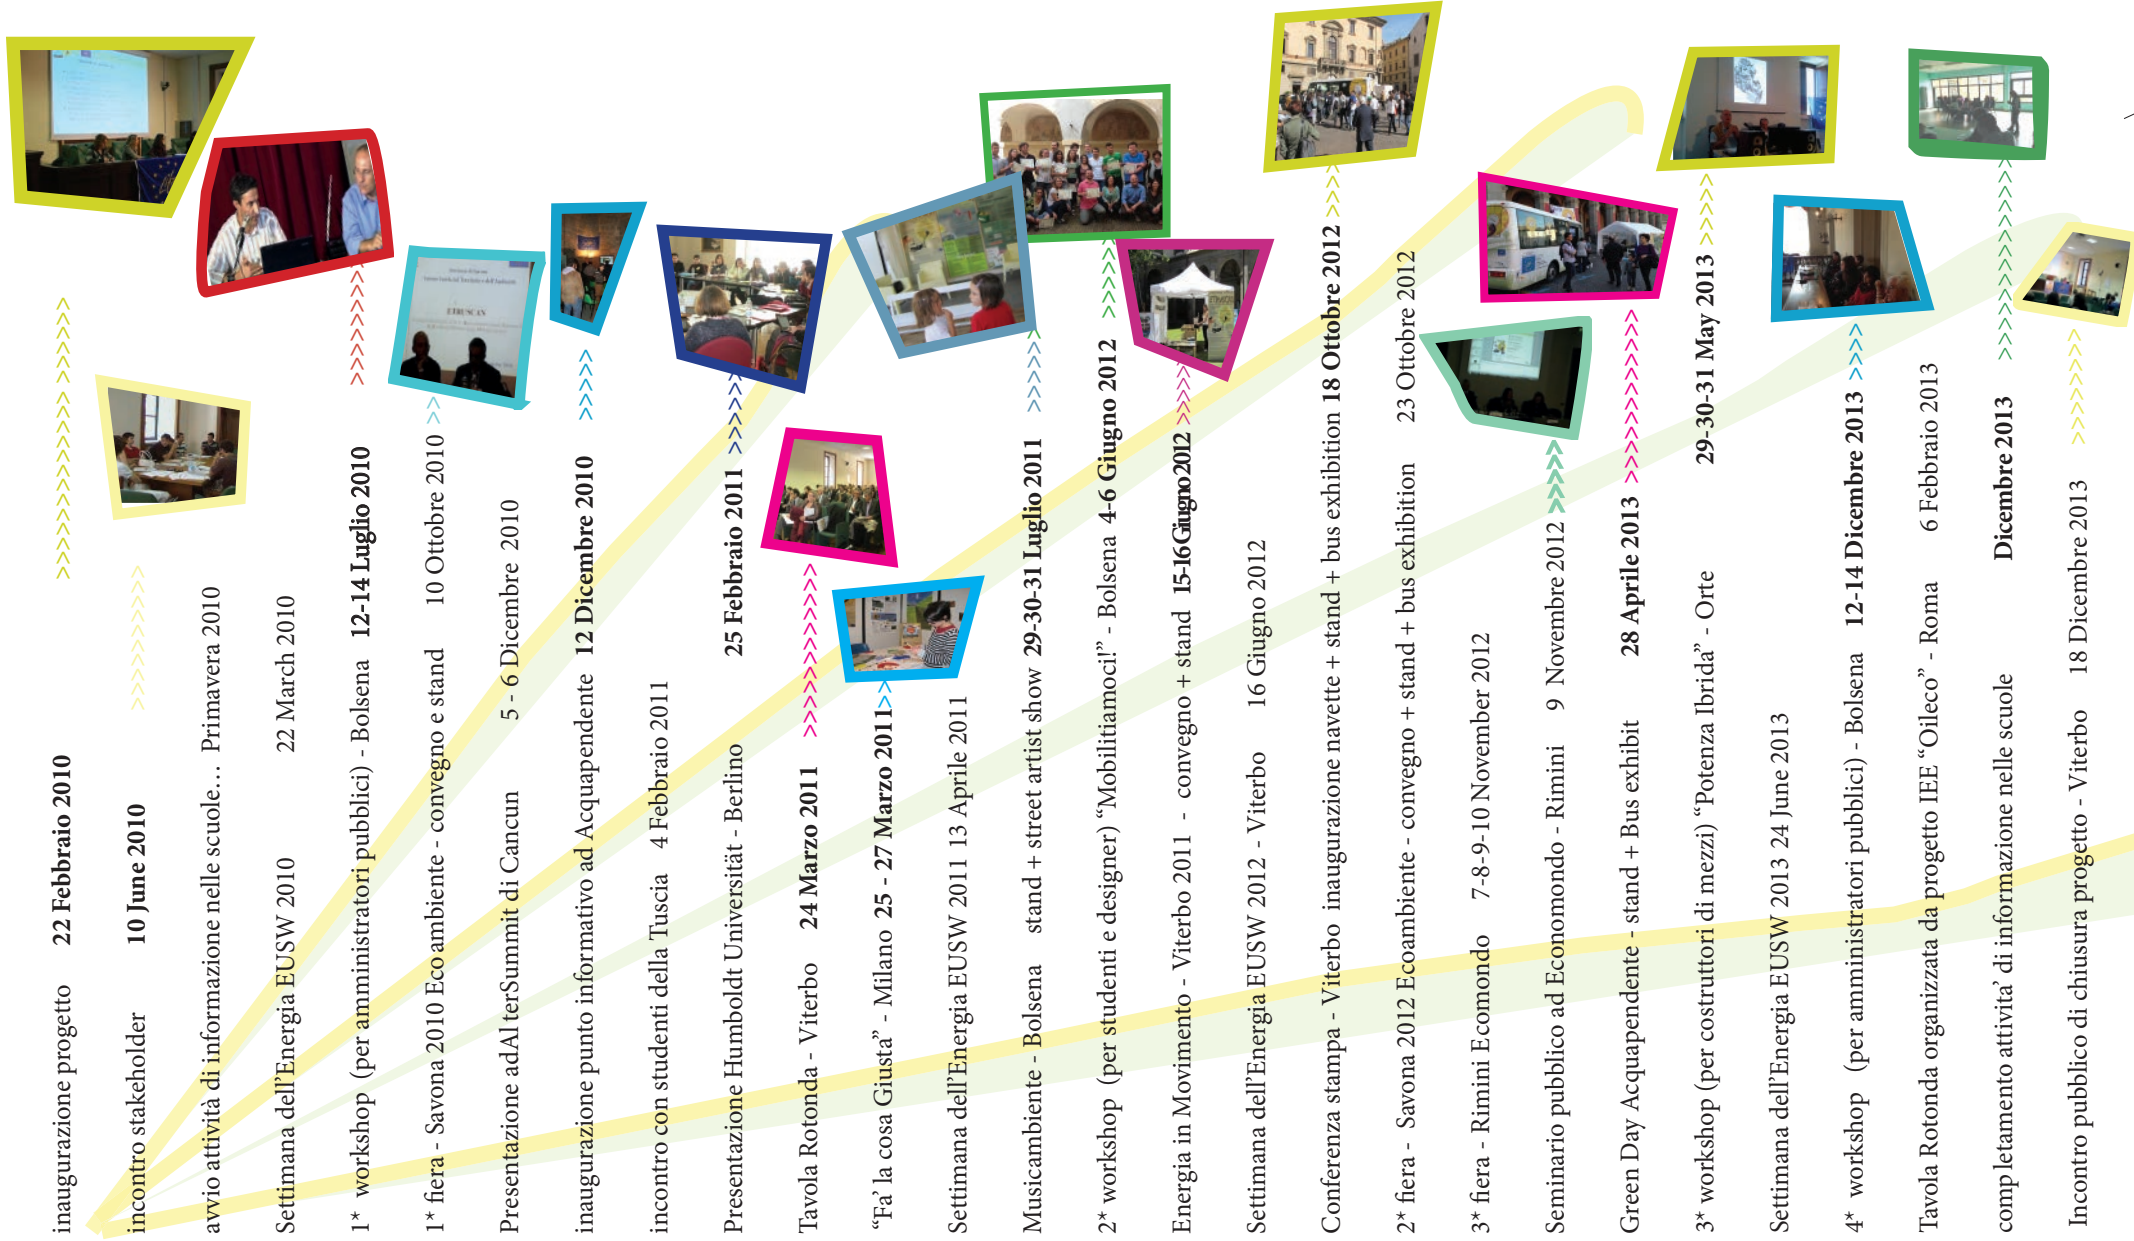 inaugurazione progetto 22 Febbraio 2010
incontro stakeholder 10 June 2010
avvio attività di informazione nelle scuole… Primavera 2010
Settimana dell’Energia EUSW 2010 22 March 2010
1* workshop (per amministratori pubblici) - Bolsena 12-14 Luglio 2010
1* fiera - Savona 2010 Ecoambiente - convegno e stand 10 Ottobre 2010
Presentazione adAl terSummit di Cancun 5 - 6 Dicembre 2010
inaugurazione punto informativo ad Acquapendente 12 Dicembre 2010
incontro con studenti della Tuscia 4 Febbraio 2011
Presentazione Humboldt Universität - Berlino 25 Febbraio 2011
Tavola Rotonda - Viterbo 24 Marzo 2011
“Fa’ la cosa Giusta” - Milano 25 - 27 Marzo 2011
Settimana dell’Energia EUSW 2011 13 Aprile 2011
Musicambiente - Bolsena stand + street artist show 29-30-31 Luglio 2011
2* workshop (per studenti e designer) “Mobilitiamoci!” - Bolsena 4-6 Giugno 2012
Energia in Movimento - Viterbo 2011 - convegno + stand 15-16Giugno2012
Settimana dell’Energia EUSW 2012 - Viterbo 16 Giugno 2012
Conferenza stampa - Viterbo inaugurazione navette + stand + bus exhibition 18 Ottobre 2012
2* fiera - Savona 2012 Ecoambiente - convegno + stand + bus exhibition 23 Ottobre 2012
3* fiera - Rimini Ecomondo 7-8-9-10 November 2012
Seminario pubblico ad Econonomondo - Rimini 9 Novembre 2012
Green Day Acquapendente - stand + Bus exhibit 28 Aprile 2013
3* workshop (per costruttori di mezzi) “Potenza Ibrida” - Orte 29-30-31 May 2013
Settimana dell’Energia EUSW 2013 24 June 2013
4* workshop (per amministratori pubblici) - Bolsena 12-14 Dicembre 2013
Tavola Rotonda organizzata da progetto IEE “Oileco” - Roma 6 Febbraio 2013
comp letamento attivita’ di informazione nelle scuole Dicembre 2013
Incontro pubblico di chiusura progetto - Viterbo 18 Dicembre 2013
ETRUSCAN